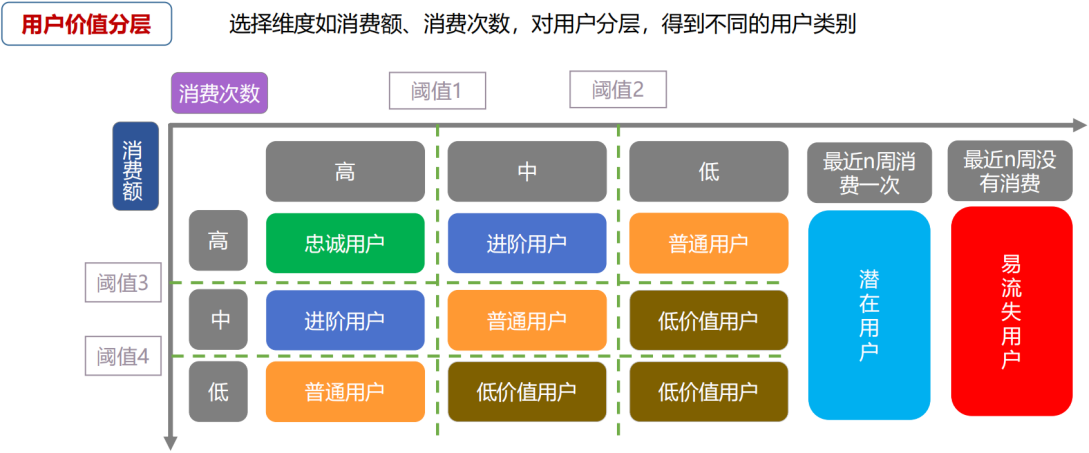 用户价值分层
选择维度如消费额、消费次数，对用户分层，得到不同的用户类别
消费次数
阈值1
阈值2
消费额
高
中
低
最近n周消
费一次
最近n周没
有消费
高
忠诚用户
进阶用户
普通用户
阈值3
中
进阶用户
普通用户
低价值用户
阈值4
低
普通用户
低价值用户
低价值用户
潜在用户
易流失用户